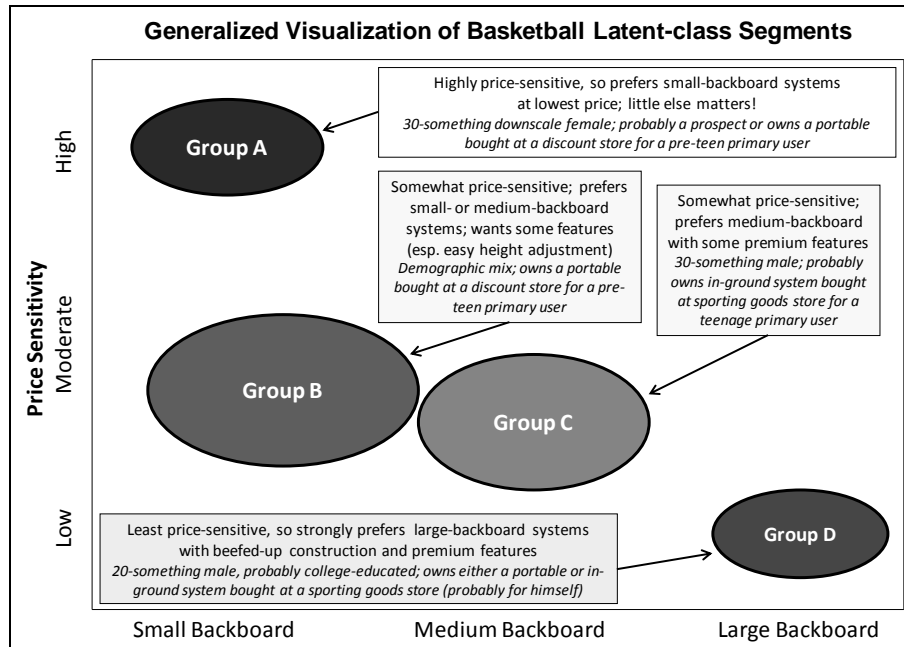 Generalized Visualization of Basketball Latent-class Segments
Highly price-sensitive, so prefers small-backboard systems
at lowest price; little else matters!
30-something downscale female; probably a prospect or owns a portable
bought at a discount store for a pre-teen primary user
High
Group A
Somewhat price-sensitive; prefers
small- or medium-backboard
systems; wants some features
(esp. easy height adjustment)
Demographic mix; owns a portable
bought at a discount store for a pre-
teen primary user
Somewhat price-sensitive;
prefers medium-backboard
with some premium features
30-something male; probably
owns in-ground system bought
at sporting goods store for a
teenage primary user
Price Sensitivity
Moderate
Group B
Group C
Low
Least price-sensitive, so strongly prefers large-backboard systems
with beefed-up construction and premium features
20-something male, probably college-educated; owns either a portable or in-
ground system bought at a sporting goods store (probably for himself)
Group D
Small Backboard
Medium Backboard
Large Backboard